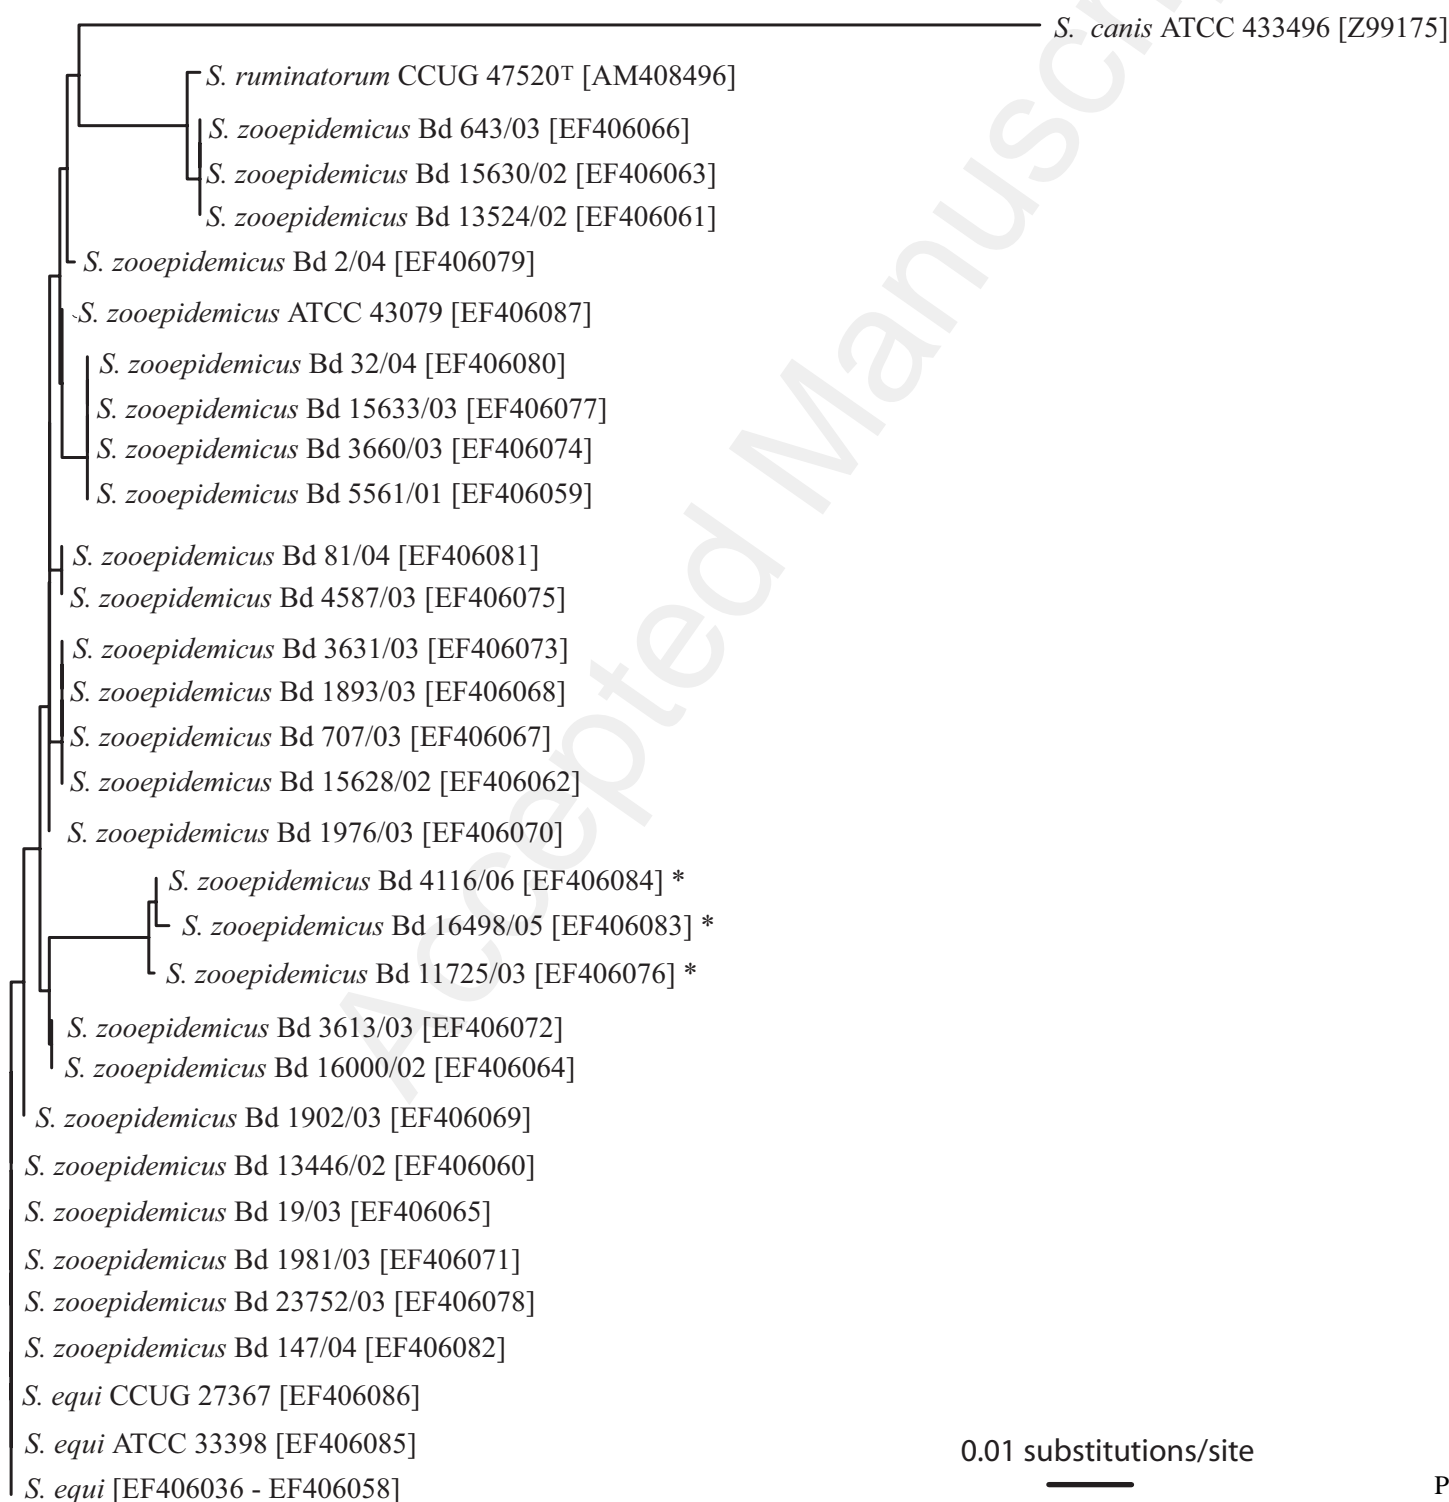 S. canis ATCC 433496 [Z99175]
S. ruminatorum CCUG 47520T [AM408496]
S. zooepidemicus Bd 643/03 [EF406066]
S. zooepidemicus Bd 15630/02 [EF406063]
S. zooepidemicus Bd 13524/02 [EF406061]
S. zooepidemicus Bd 2/04 [EF406079]
S. zooepidemicus ATCC 43079 [EF406087]
S. zooepidemicus Bd 32/04 [EF406080]
S. zooepidemicus Bd 15633/03 [EF406077]
S. zooepidemicus Bd 3660/03 [EF406074]
S. zooepidemicus Bd 5561/01 [EF406059]
S. zooepidemicus Bd 81/04 [EF406081]
S. zooepidemicus Bd 4587/03 [EF406075]
S. zooepidemicus Bd 3631/03 [EF406073]
S. zooepidemicus Bd 1893/03 [EF406068]
S. zooepidemicus Bd 707/03 [EF406067]
S. zooepidemicus Bd 15628/02 [EF406062]
S. zooepidemicus Bd 1976/03 [EF406070]
S. zooepidemicus Bd 4116/06 [EF406084] *
S. zooepidemicus Bd 16498/05 [EF406083] *
S. zooepidemicus Bd 11725/03 [EF406076] *
S. zooepidemicus Bd 3613/03 [EF406072]
S. zooepidemicus Bd 16000/02 [EF406064]
S. zooepidemicus Bd 1902/03 [EF406069]
S. zooepidemicus Bd 13446/02 [EF406060]
S. zooepidemicus Bd 19/03 [EF406065]
S. zooepidemicus Bd 1981/03 [EF406071]
S. zooepidemicus Bd 23752/03 [EF406078]
S. zooepidemicus Bd 147/04 [EF406082]
S. equi CCUG 27367 [EF406086]
S. equi ATCC 33398 [EF406085]
S. equi [EF406036 - EF406058]
0.01 substitutions/site
P
Accepted Manusc